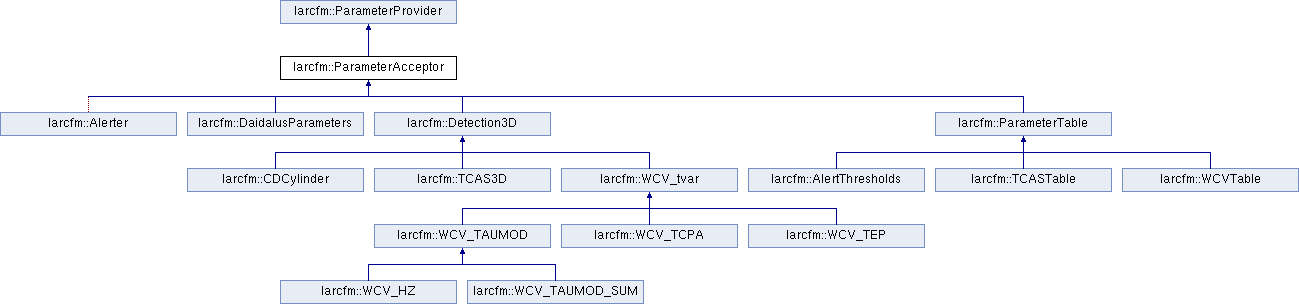 larcfm::ParameterProvider
larcfm::ParameterAcceptor
larcfm::Alerter
larcfm::DaidalusParameters
larcfm::Detection3D
larcfm::ParameterTable
larcfm::CDCylinder
larcfm::TCAS3D
larcfm::WCV_tvar
larcfm::AlertThresholds
larcfm::TCASTable
larcfm::WCVTable
larcfm::WCV_TAUMOD
larcfm::WCV_TCPA
larcfm::WCV_TEP
larcfm::WCV_HZ
larcfm::WCV_TAUMOD_SUM